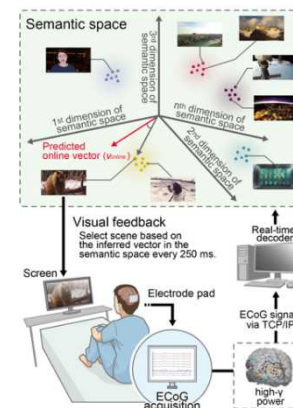 Semantic space
3rd dimension of
semantic space
1st dimension of
semantic space
nth dimension of
semantic space
2nd dimension of
semantic space
Predicted
online vector (vonline)
Visual feedback
Select scene based on
the inferred vector in the
semantic space every 250 ms.
Screen
Electrode pad
ECoG
acquisition
Real-time
decoder
ECoG signal
via TCP/IP
high-γ
power